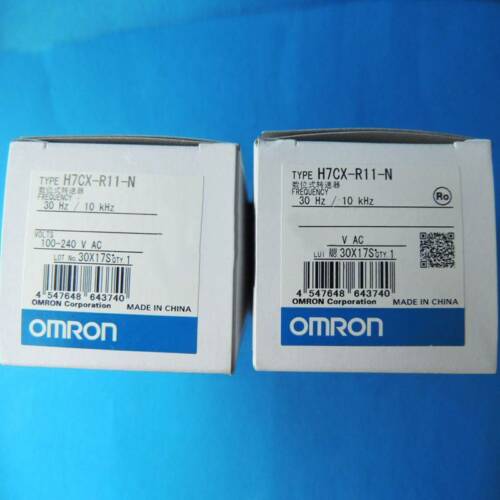 TYPE H7CX-R11-N
数位式转速器
FREQUENCY
30 Hz / 10 kHz
VOLTS
100-240 V AC
LOT No. 30X17S QTY 1
4 547648 643740
OMRON Corporation
MADE IN CHINA
OMRON
TYPE H7CX-R11-N
数位式转速器
FREQUENCY
30 Hz / 10 kHz
Ro
V AC
30X17S QTY 1
4 547648 643740
OMRON Corporation
MADE IN CHINA
OMRON